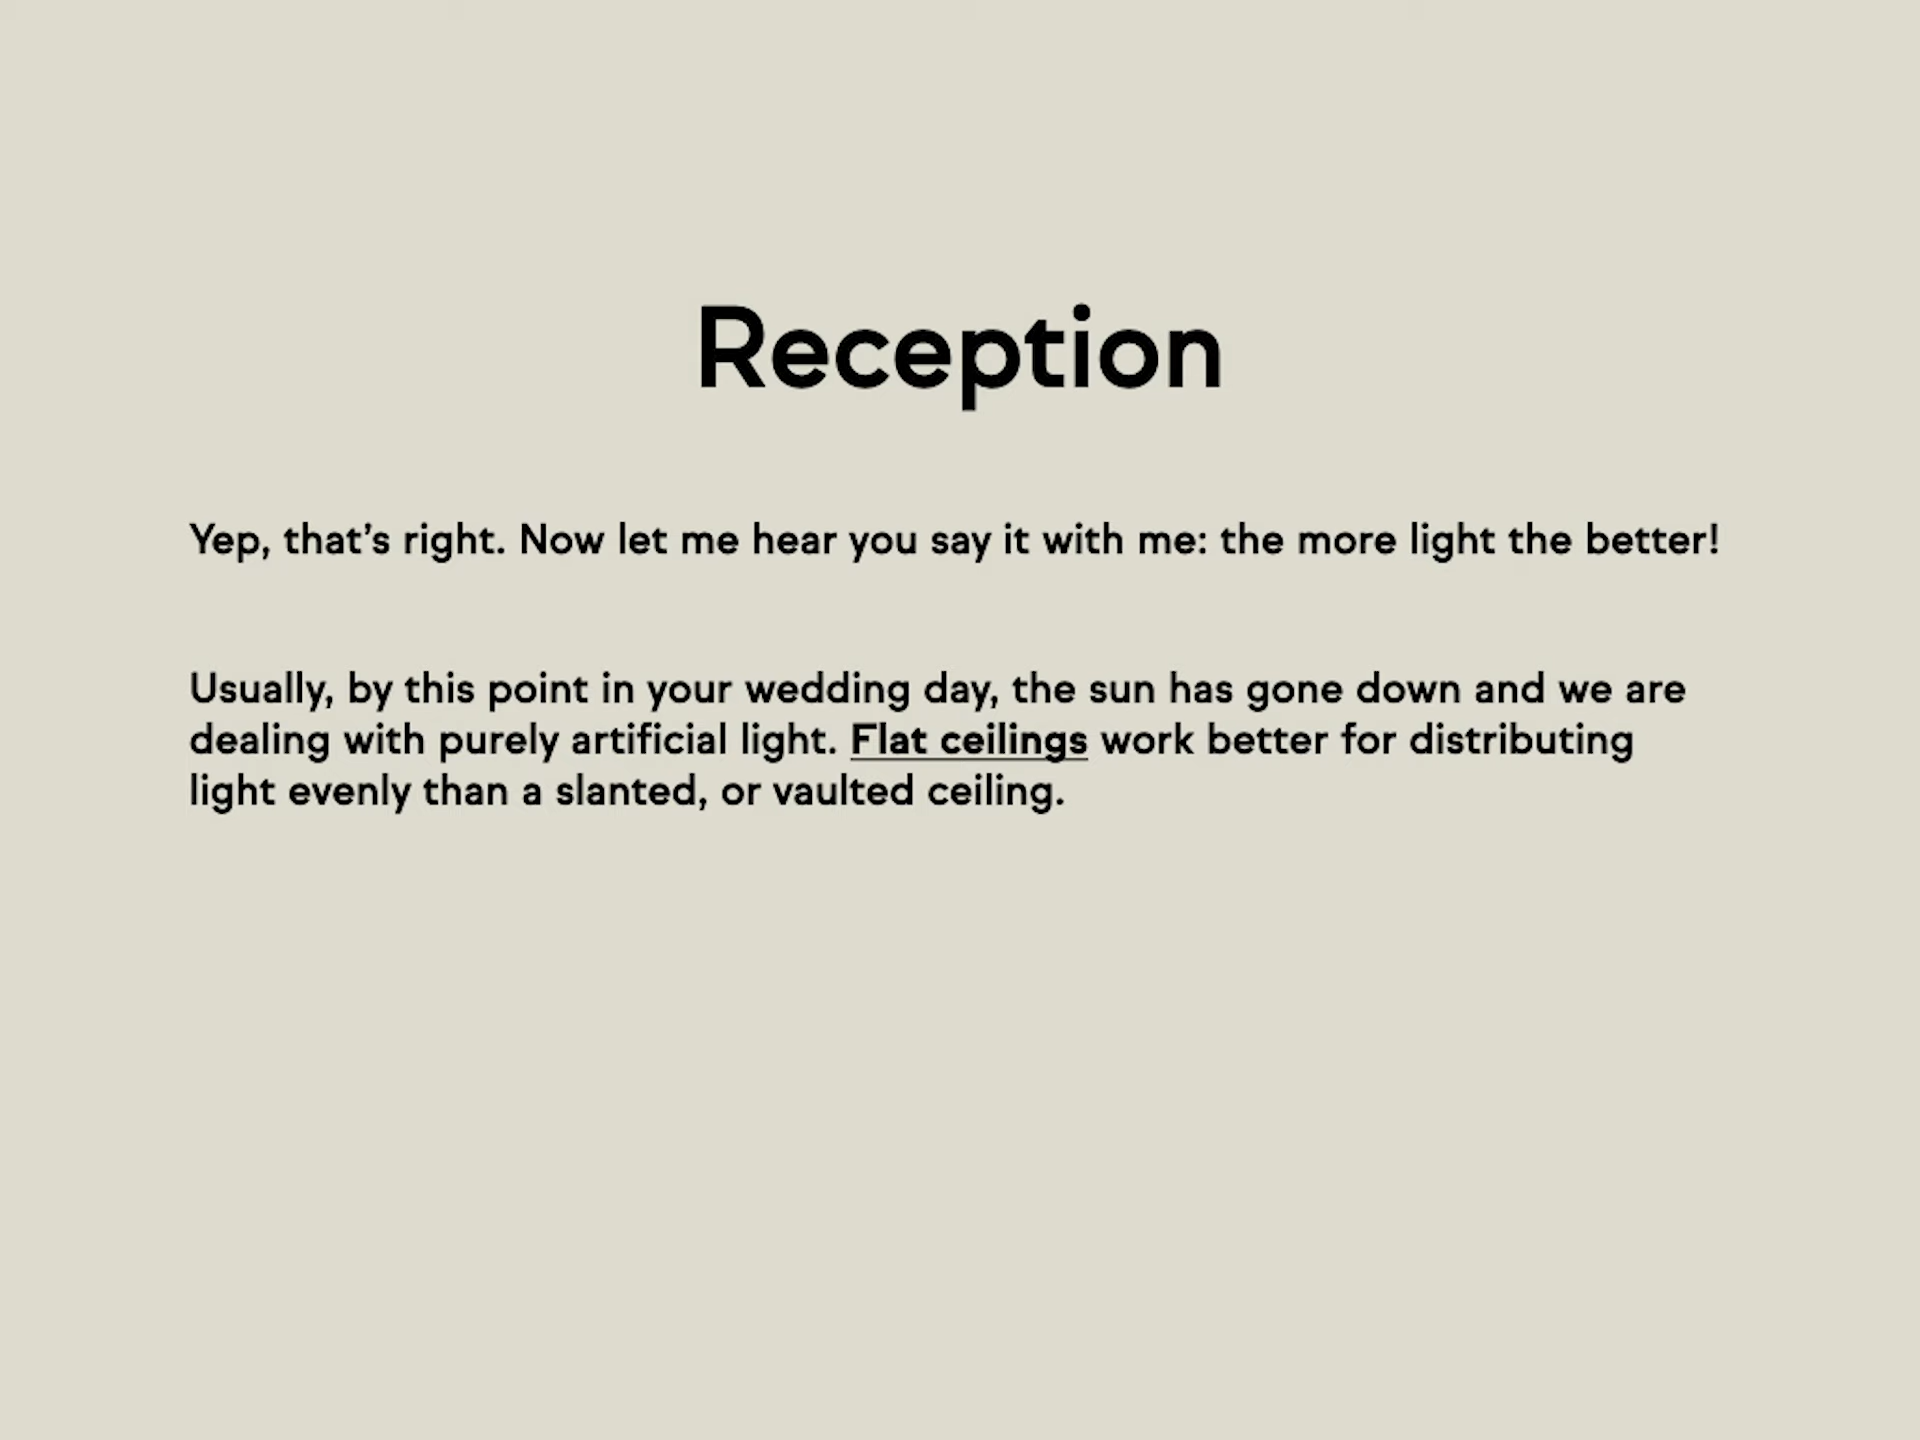 Reception
Yep, that’s right. Now let me hear you say it with me: the more light the better!
Usually, by this point in your wedding day, the sun has gone down and we are
dealing with purely artificial light. Flat ceilings work better for distributing
light evenly than a slanted, or vaulted ceiling.